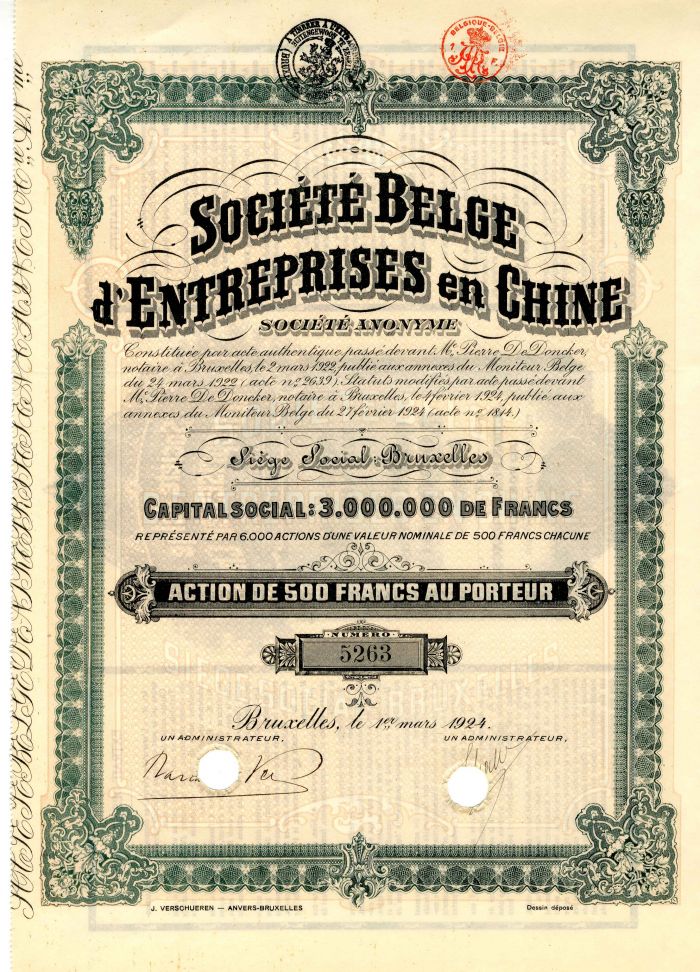 BELGIQUE-BELGIË
SOCIÉTÉ BELGE
d'ENTREPRISES en CHINE
SOCIÉTÉ ANONYME
Constituée par acte authentique passé devant Mᵉ Pierre De Doncker,
notaire à Bruxelles, le 2 mars 1922, publié aux annexes du Moniteur Belge
du 24 mars 1922 (acte nº 2639). Statuts modifiés par acte passé devant
Mᵉ Pierre De Doncker, notaire à Bruxelles, le 4 février 1924, publié aux
annexes du Moniteur Belge du 27 février 1924 (acte nº 1814.)
Siège Social: Bruxelles
CAPITAL SOCIAL: 3.000.000 DE FRANCS
REPRÉSENTÉ PAR 6.000 ACTIONS D'UNE VALEUR NOMINALE DE 500 FRANCS CHACUNE
ACTION DE 500 FRANCS AU PORTEUR
NUMÉRO
5263
Bruxelles, le 1er mars 1924.
UN ADMINISTRATEUR, UN ADMINISTRATEUR,
J. VERSCHUEREN — ANVERS-BRUXELLES Dessin déposé